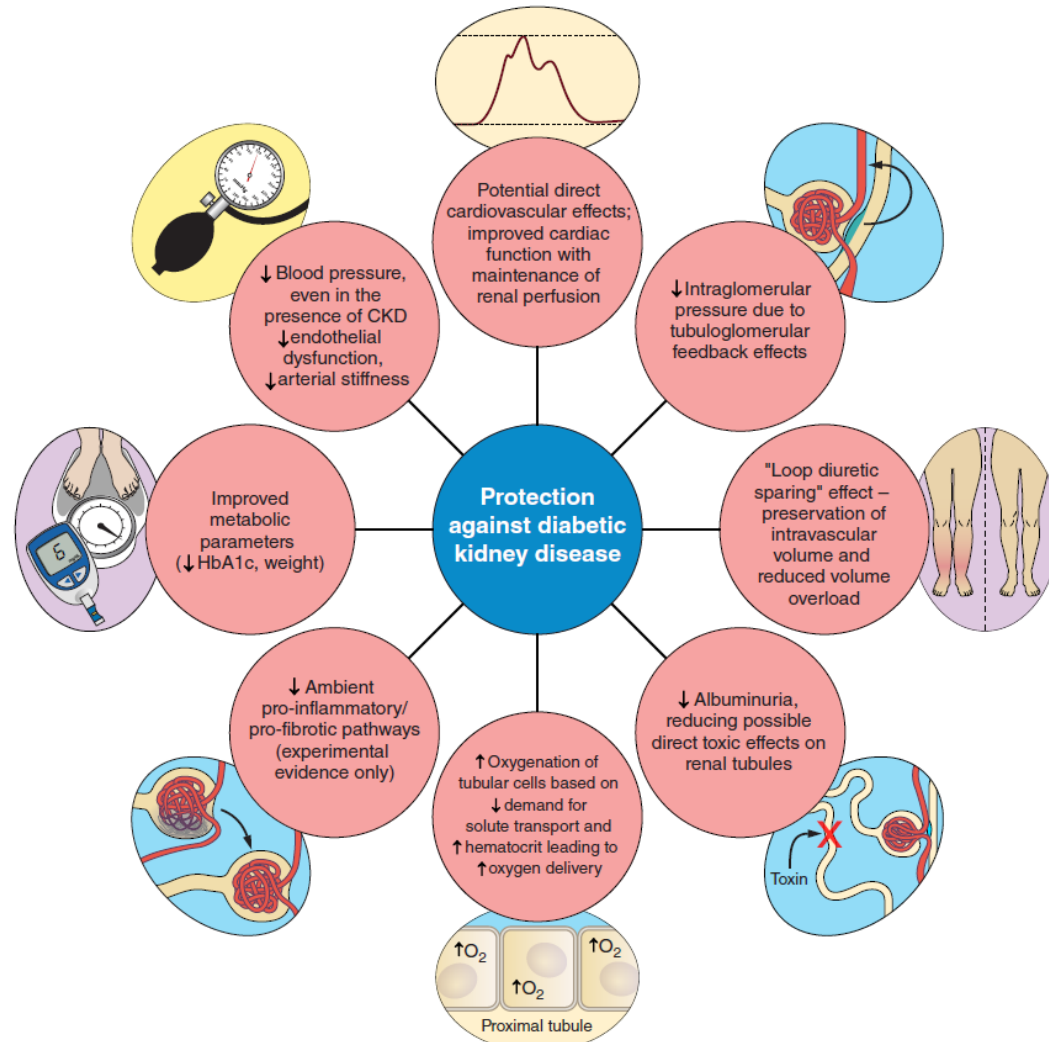 Potential direct
cardiovascular effects;
improved cardiac
function with
maintenance of
renal perfusion
↓Intraglomerular
pressure due to
tubuloglomerular
feedback effects
"Loop diuretic
sparing" effect –
preservation of
intravascular
volume and
reduced volume
overload
↓ Albuminuria,
reducing possible
direct toxic effects on
renal tubules
Toxin
X
↑Oxygenation of
tubular cells based on
↓ demand for
solute transport and
↑hematocrit leading to
↑oxygen delivery
↑O₂
↑O₂
↑O₂
Proximal tubule
↓ Ambient
pro-inflammatory/
pro-fibrotic pathways
(experimental
evidence only)
Improved
metabolic
parameters
(↓HbA1c, weight)
6
↓Blood pressure,
even in the
presence of CKD
↓endothelial
dysfunction,
↓arterial stiffness
Protection
against diabetic
kidney disease